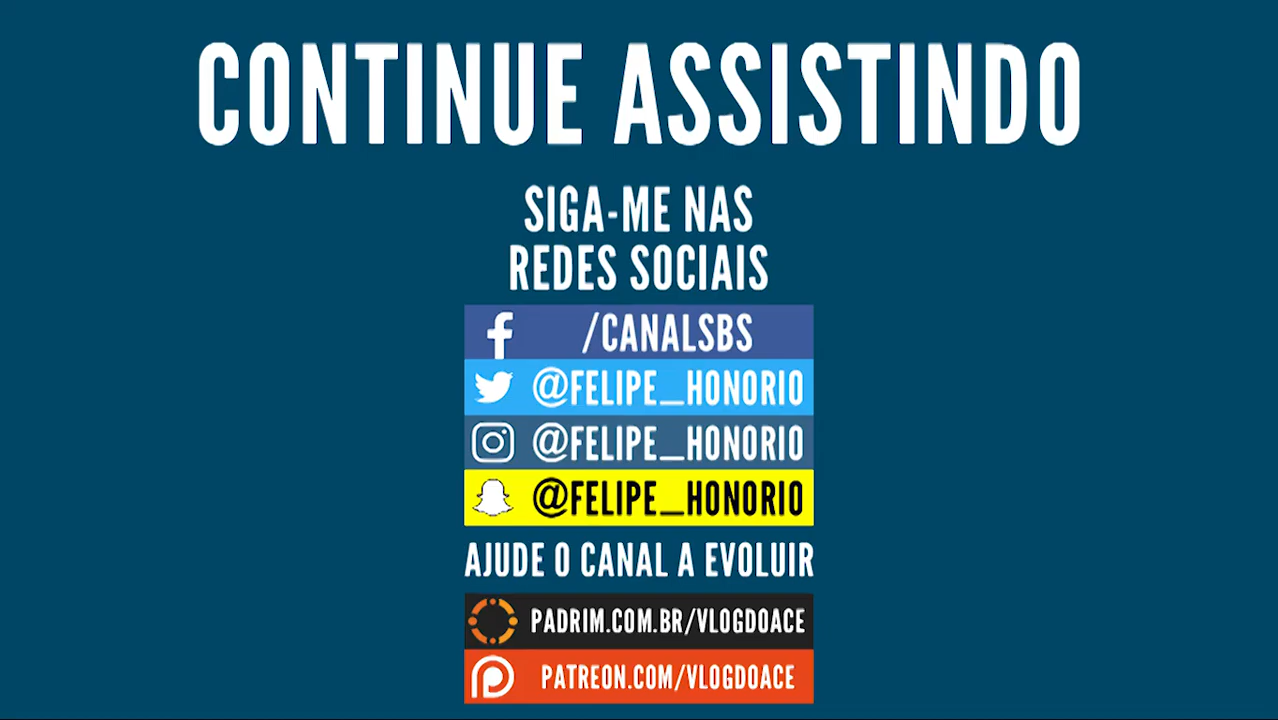 CONTINUE ASSISTINDO
SIGA-ME NAS
REDES SOCIAIS
/CANALSBS
@FELIPE_HONORIO
@FELIPE_HONORIO
@FELIPE_HONORIO
AJUDE O CANAL A EVOLUIR
PADRIM.COM.BR/VLOGDOACE
PATREON.COM/VLOGDOACE